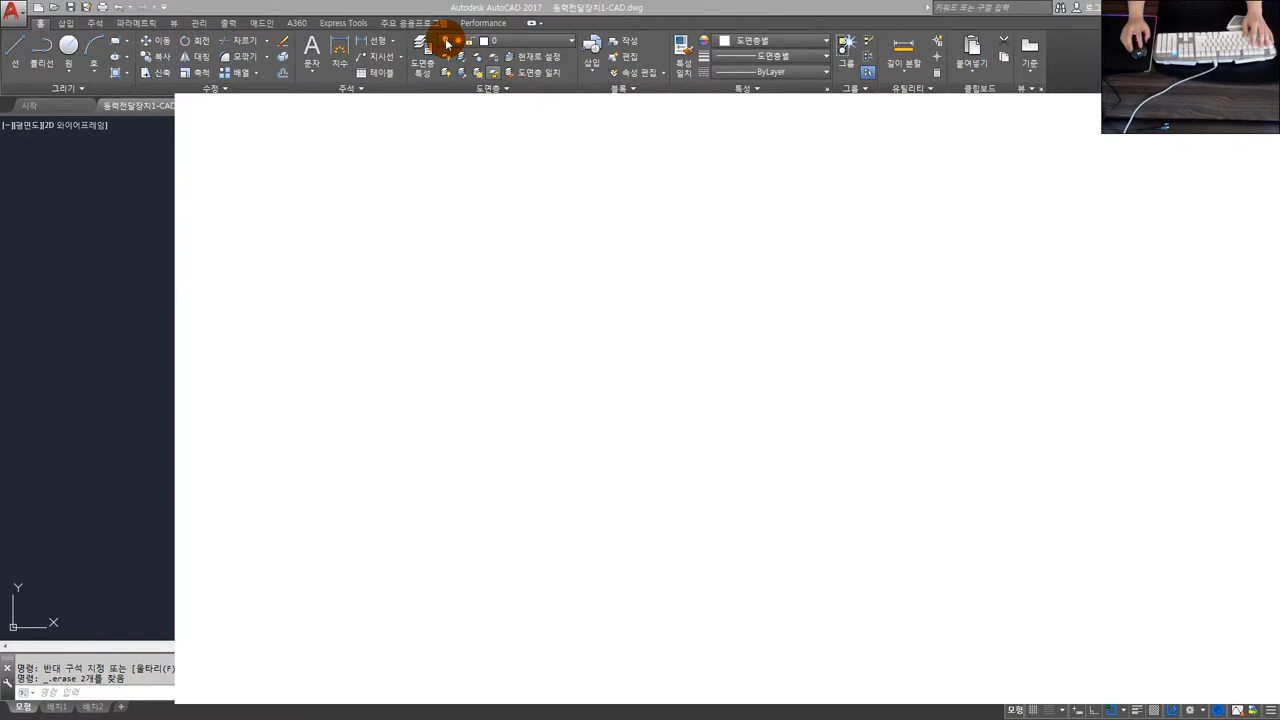 Autodesk AutoCAD 2017 동력전달장치1-CAD.dwg
키워드 또는 구절 입력
로그
홈 삽입 주석 파라메트릭 뷰 관리 출력 애드인 A360 Express Tools 주요 응용프로그램 Performance
이동 회전 자르기 선형 0 작성 도면층별
복사 대칭 모깎기 지시선 현재로 설정 편집 도면층별
신축 축척 배열 테이블 도면층 일치 속성 편집 ByLayer
문자 치수 도면층 특성 삽입 특성 일치 그룹 길이 분할 붙여넣기 기준
그리기 수정 주석 도면층 블록 특성 그룹 유틸리티 클립보드 뷰
시작 동력전달장치1-CAD
[−][평면도][2D 와이어프레임]
Y
X
명령: 반대 구석 지정 또는 [울타리(F)
명령: _.erase 2개를 찾음
명령 입력
모형 배치1 배치2 +
모형